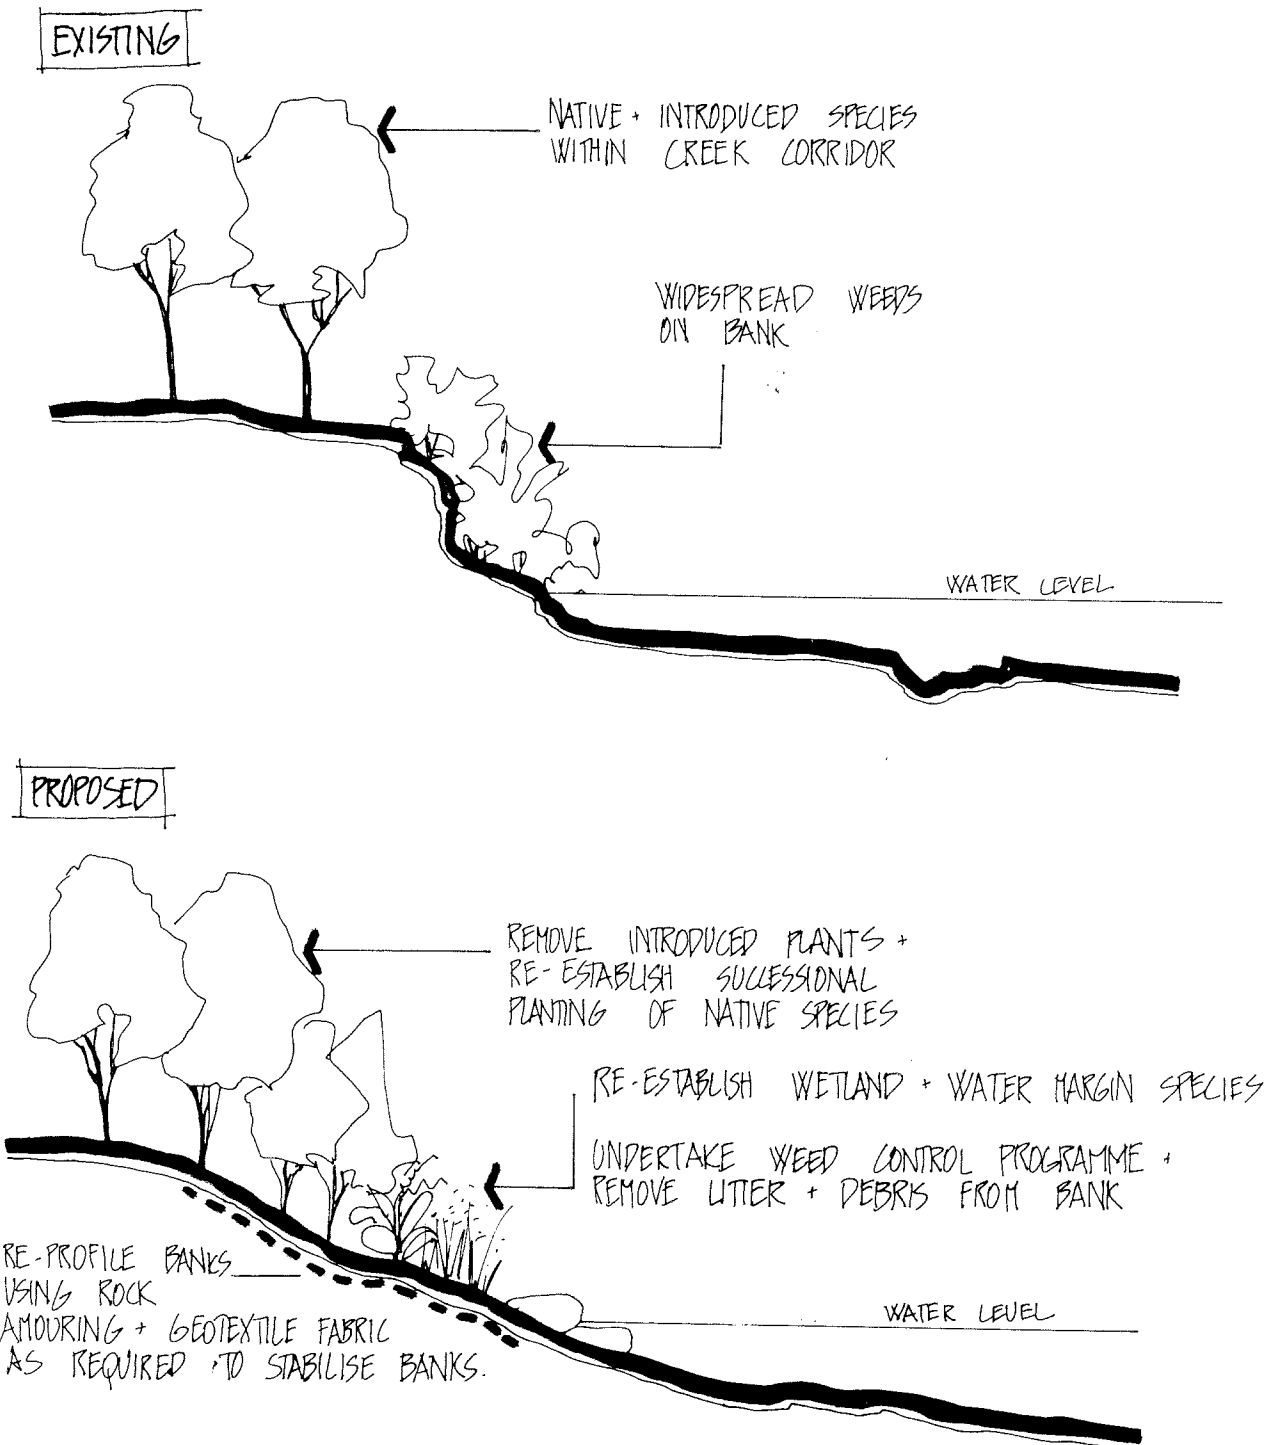 EXISTING
NATIVE + INTRODUCED SPECIES
WITHIN CREEK CORRIDOR
WIDESPREAD WEEDS
ON BANK
WATER LEVEL
PROPOSED
REMOVE INTRODUCED PLANTS +
RE-ESTABLISH SUCCESSIONAL
PLANTING OF NATIVE SPECIES
RE-ESTABLISH WETLAND + WATER MARGIN SPECIES
UNDERTAKE WEED CONTROL PROGRAMME +
REMOVE LITTER + DEBRIS FROM BANK
RE-PROFILE BANKS
USING ROCK
AMOURING + GEOTEXTILE FABRIC
AS REQUIRED TO STABILISE BANKS.
WATER LEVEL